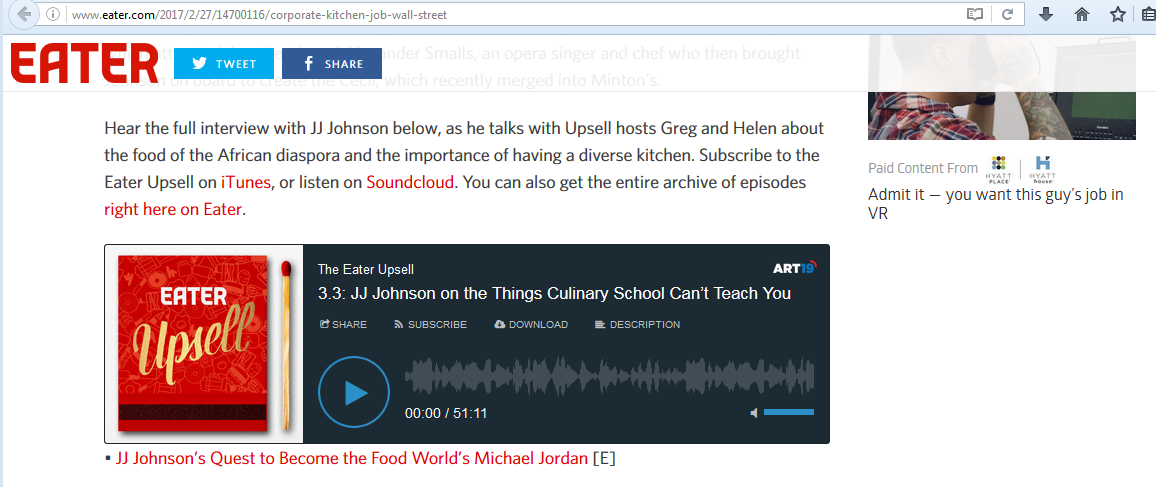 www.eater.com/2017/2/27/14700116/corporate-kitchen-job-wall-street
EATER
TWEET
SHARE
ander Smalls, an opera singer and chef who then brought
Johnson on board to create the Cecil, which recently merged into Minton's.
Hear the full interview with JJ Johnson below, as he talks with Upsell hosts Greg and Helen about
the food of the African diaspora and the importance of having a diverse kitchen. Subscribe to the
Eater Upsell on iTunes, or listen on Soundcloud. You can also get the entire archive of episodes
right here on Eater.
EATER
Upsell
The Eater Upsell
ART19
3.3: JJ Johnson on the Things Culinary School Can't Teach You
SHARE
SUBSCRIBE
DOWNLOAD
DESCRIPTION
00:00 / 51:11
• JJ Johnson's Quest to Become the Food World's Michael Jordan [E]
Paid Content From
HYATT PLACE
HYATT house
Admit it — you want this guy's job in
VR